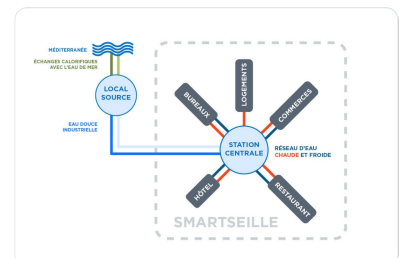 MÉDITERRANÉE
ÉCHANGES CALORIFIQUES
AVEC L'EAU DE MER
LOCAL
SOURCE
EAU DOUCE
INDUSTRIELLE
BUREAUX
LOGEMENTS
COMMERCES
STATION
CENTRALE
RÉSEAU D'EAU
CHAUDE ET FROIDE
HÔTEL
RESTAURANT
SMARTSEILLE